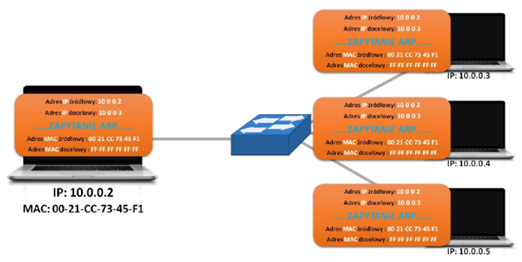 Adres IP źródłowy: 10 0 0 2
Adres IP docelowy: 10 0 0 3
ZAPYTANIE ARP
Adres MAC źródłowy : 00 21 CC 73 45 F1
Adres MAC docelowy : FF FF FF FF FF FF
IP: 10.0.0.2
MAC: 00-21-CC-73-45-F1
Adres IP źródłowy: 10 0 0 2
Adres IP docelowy: 10 0 0 3
ZAPYTANIE ARP
Adres MAC źródłowy : 00 21 CC 73 45 F1
Adres MAC docelowy : FF FF FF FF FF FF
IP: 10.0.0.3
Adres IP źródłowy: 10 0 0 2
Adres IP docelowy: 10 0 0 3
ZAPYTANIE ARP
Adres MAC źródłowy : 00 21 CC 73 45 F1
Adres MAC docelowy : FF FF FF FF FF FF
IP: 10.0.0.4
Adres IP źródłowy: 10 0 0 2
Adres IP docelowy: 10 0 0 3
ZAPYTANIE ARP
Adres MAC źródłowy : 00 21 CC 73 45 F1
Adres MAC docelowy : FF FF FF FF FF FF
IP: 10.0.0.5